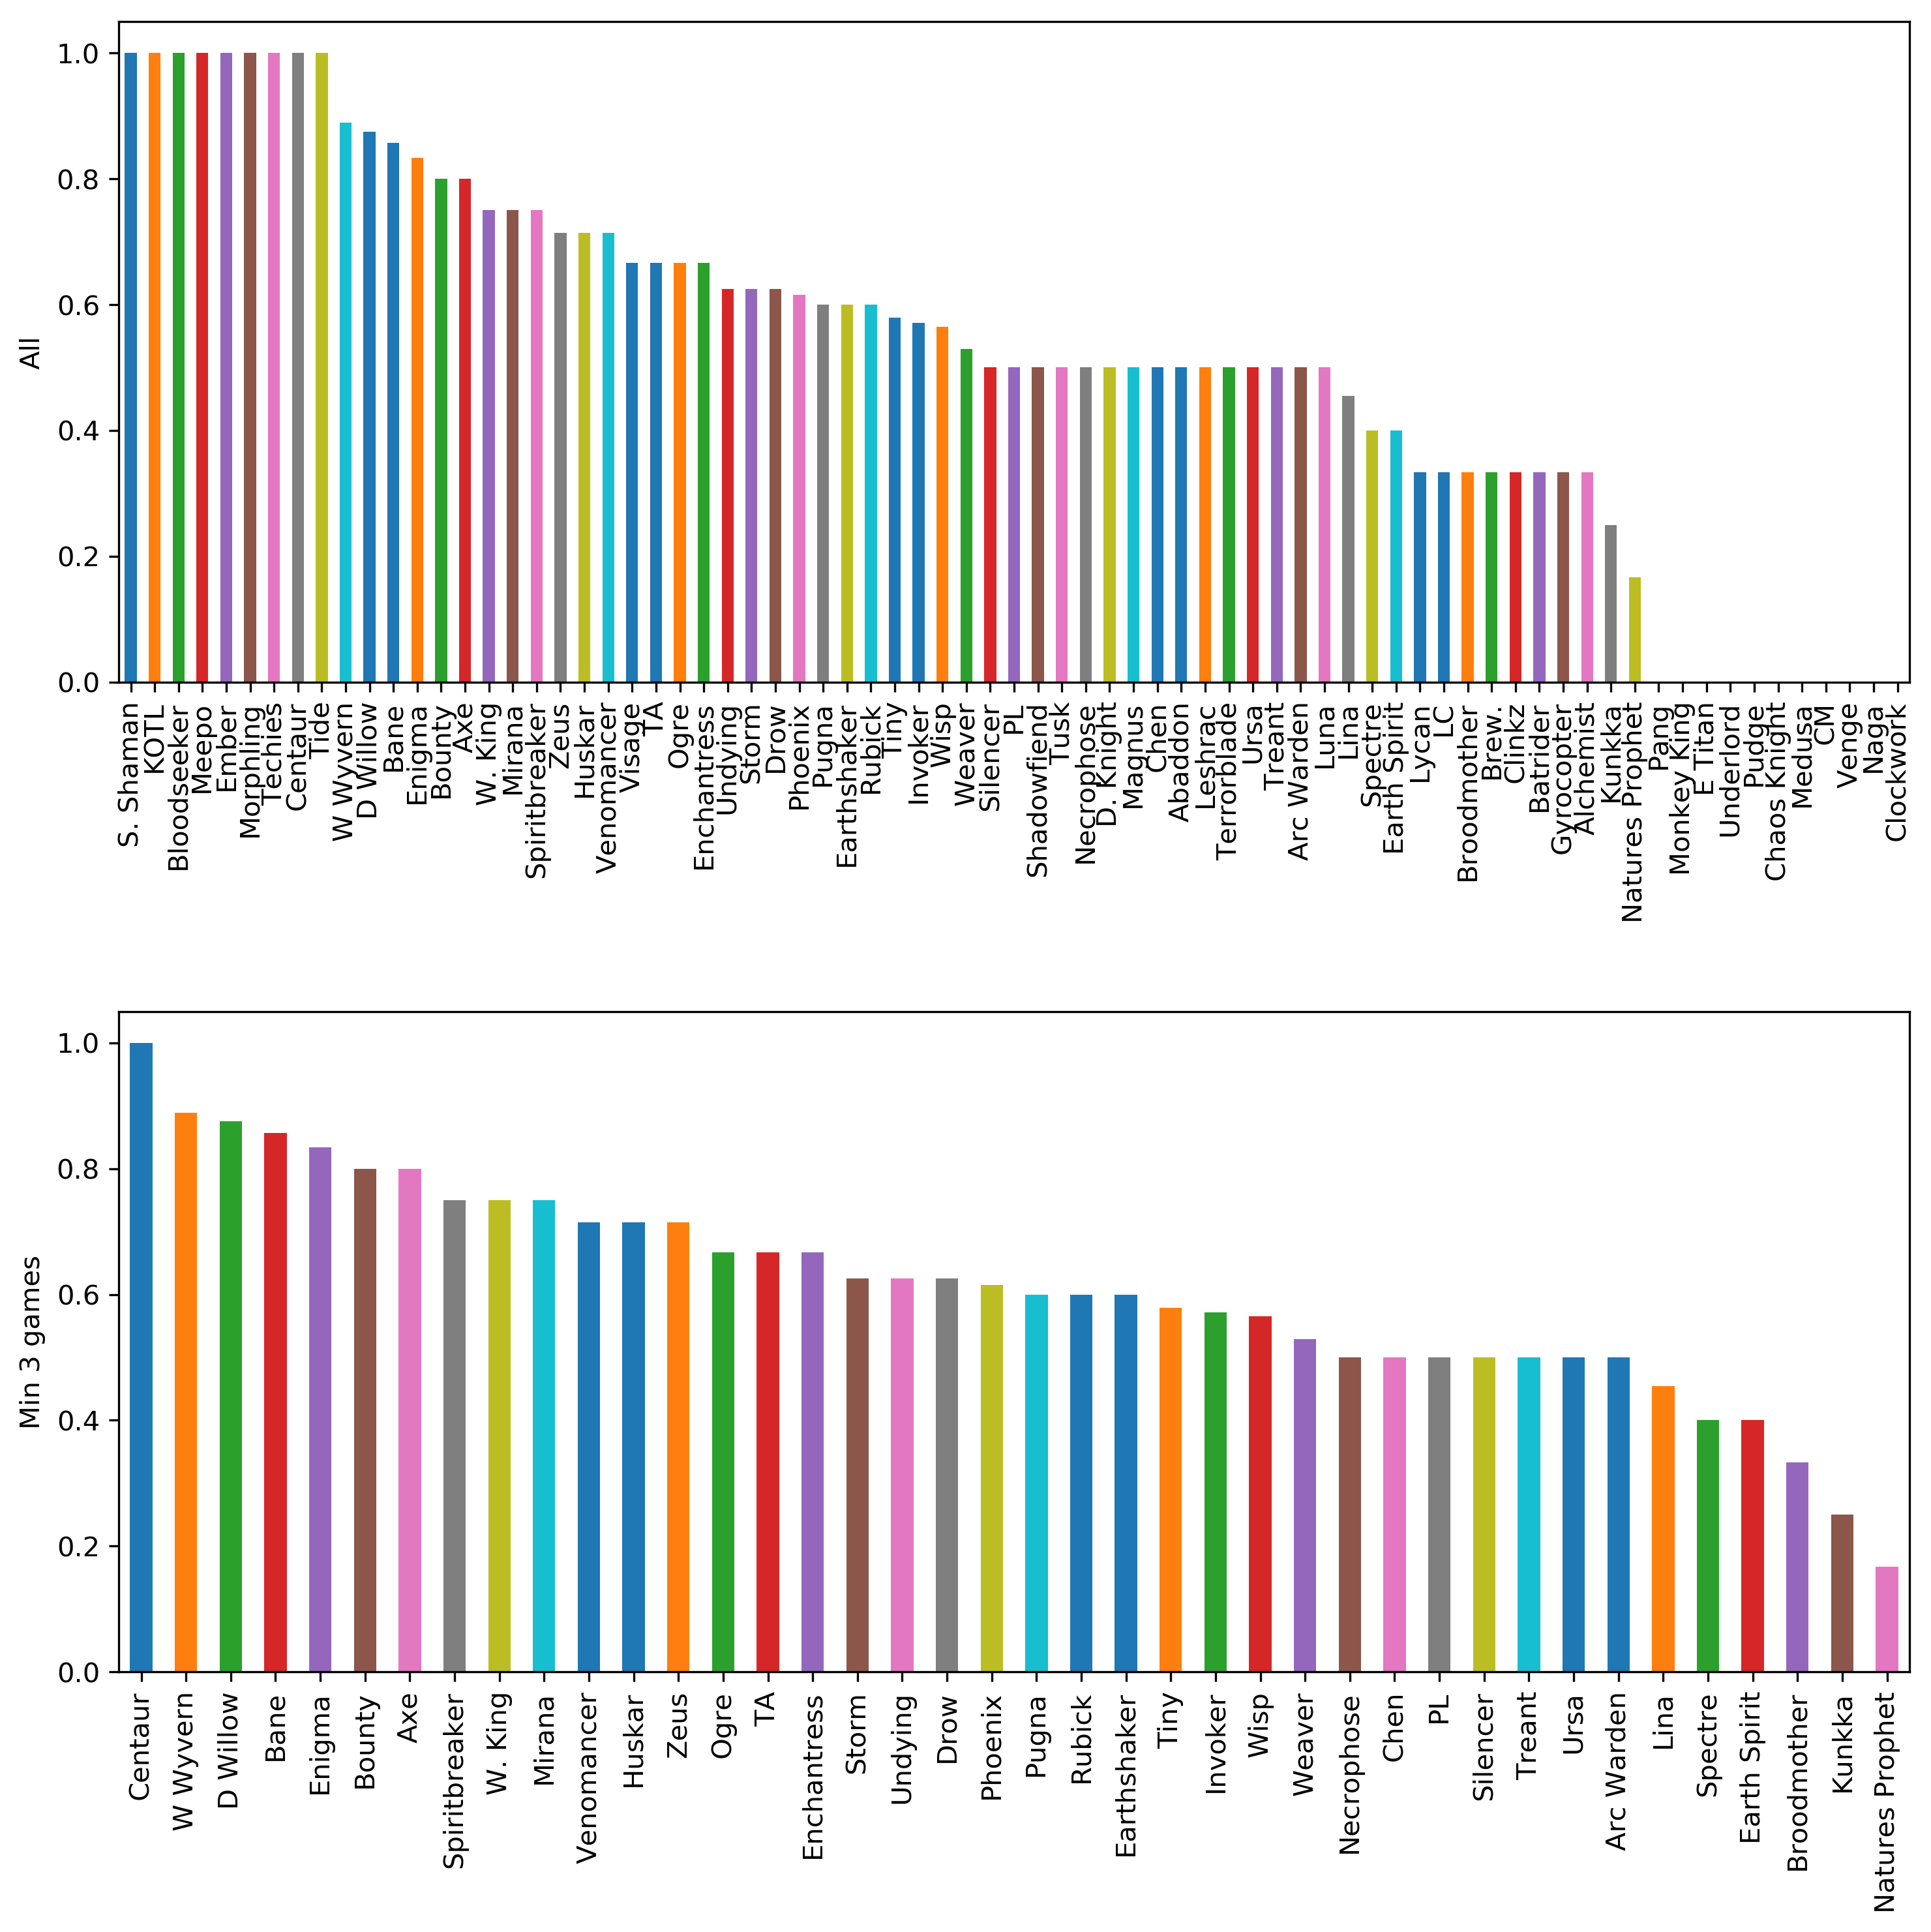 All
1.0
0.8
0.6
0.4
0.2
0.0
S. Shaman
KOTL
Bloodseeker
Meepo
Ember
Morphling
Techies
Centaur
Tide
W Wyvern
D Willow
Bane
Enigma
Bounty
Axe
W. King
Mirana
Spiritbreaker
Zeus
Huskar
Venomancer
Visage
TA
Ogre
Enchantress
Undying
Storm
Drow
Phoenix
Pugna
Earthshaker
Rubick
Tiny
Invoker
Wisp
Weaver
Silencer
PL
Shadowfiend
Tusk
Necrophose
D. Knight
Magnus
Chen
Abaddon
Leshrac
Terrorblade
Ursa
Treant
Arc Warden
Luna
Lina
Spectre
Earth Spirit
Lycan
LC
Broodmother
Brew.
Clinkz
Batrider
Gyrocopter
Alchemist
Kunkka
Natures Prophet
Pang
Monkey King
E Titan
Underlord
Pudge
Chaos Knight
Medusa
CM
Venge
Naga
Clockwork
Min 3 games
1.0
0.8
0.6
0.4
0.2
0.0
Centaur
W Wyvern
D Willow
Bane
Enigma
Bounty
Axe
Spiritbreaker
W. King
Mirana
Venomancer
Huskar
Zeus
Ogre
TA
Enchantress
Storm
Undying
Drow
Phoenix
Pugna
Rubick
Earthshaker
Tiny
Invoker
Wisp
Weaver
Necrophose
Chen
PL
Silencer
Treant
Ursa
Arc Warden
Lina
Spectre
Earth Spirit
Broodmother
Kunkka
Natures Prophet